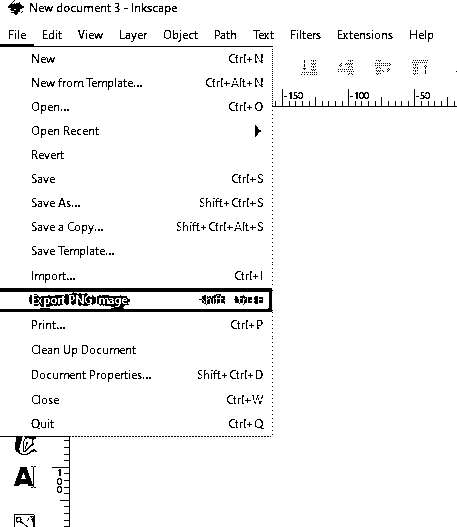 New document 3 - Inkscape
File Edit View Layer Object Path Text Filters Extensions Help
New Ctrl+N
New from Template... Ctrl+Alt+N
Open... Ctrl+O
Open Recent
Revert
Save Ctrl+S
Save As... Shift+Ctrl+S
Save a Copy... Shift+Ctrl+Alt+S
Save Template...
Import... Ctrl+I
Export PNG Image Shift+Ctrl+E
Print... Ctrl+P
Clean Up Document
Document Properties... Shift+Ctrl+D
Close Ctrl+W
Quit Ctrl+Q
-150 -100 -50
100